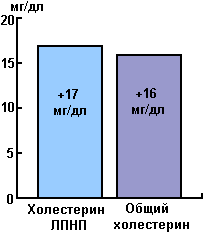 мг/дл
20
15
10
5
0
+17
мг/дл
+16
мг/дл
Холестерин
ЛПНП
Общий
холестерин